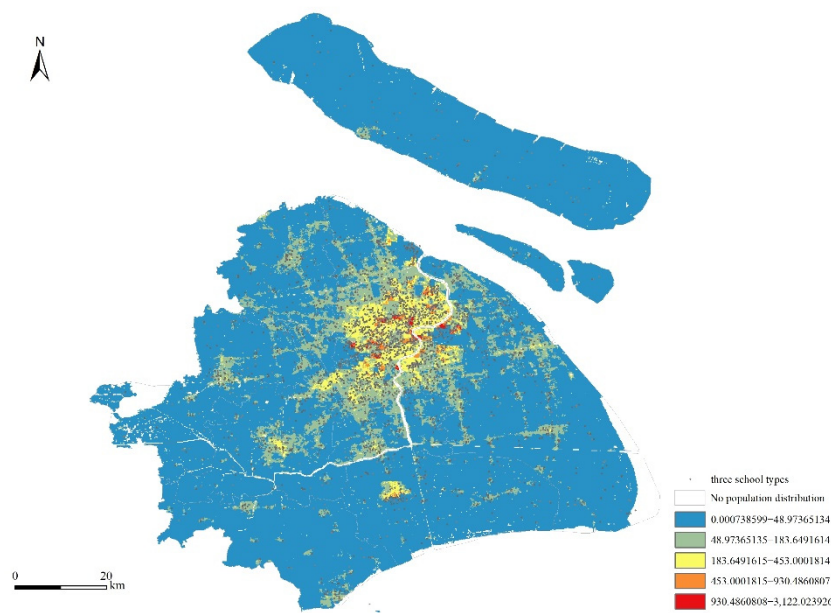 N
three school types
No population distribution
0.000738599–48.97365134
48.97365135–183.6491614
183.6491615–453.0001814
453.0001815–930.4860807
930.4860808–3,122.023926
0 20
km